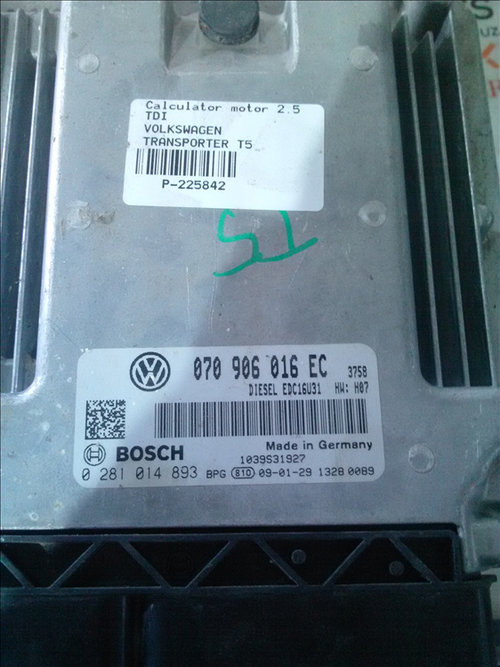 Calculator motor 2.5
TDI
VOLKSWAGEN
TRANSPORTER T5
P-225842
070 906 016 EC 3758
DIESEL EDC16U31 HW: H07
BOSCH
Made in Germany
1039S31927
0 281 014 893 BPG 810 09-01-29 1328 0089